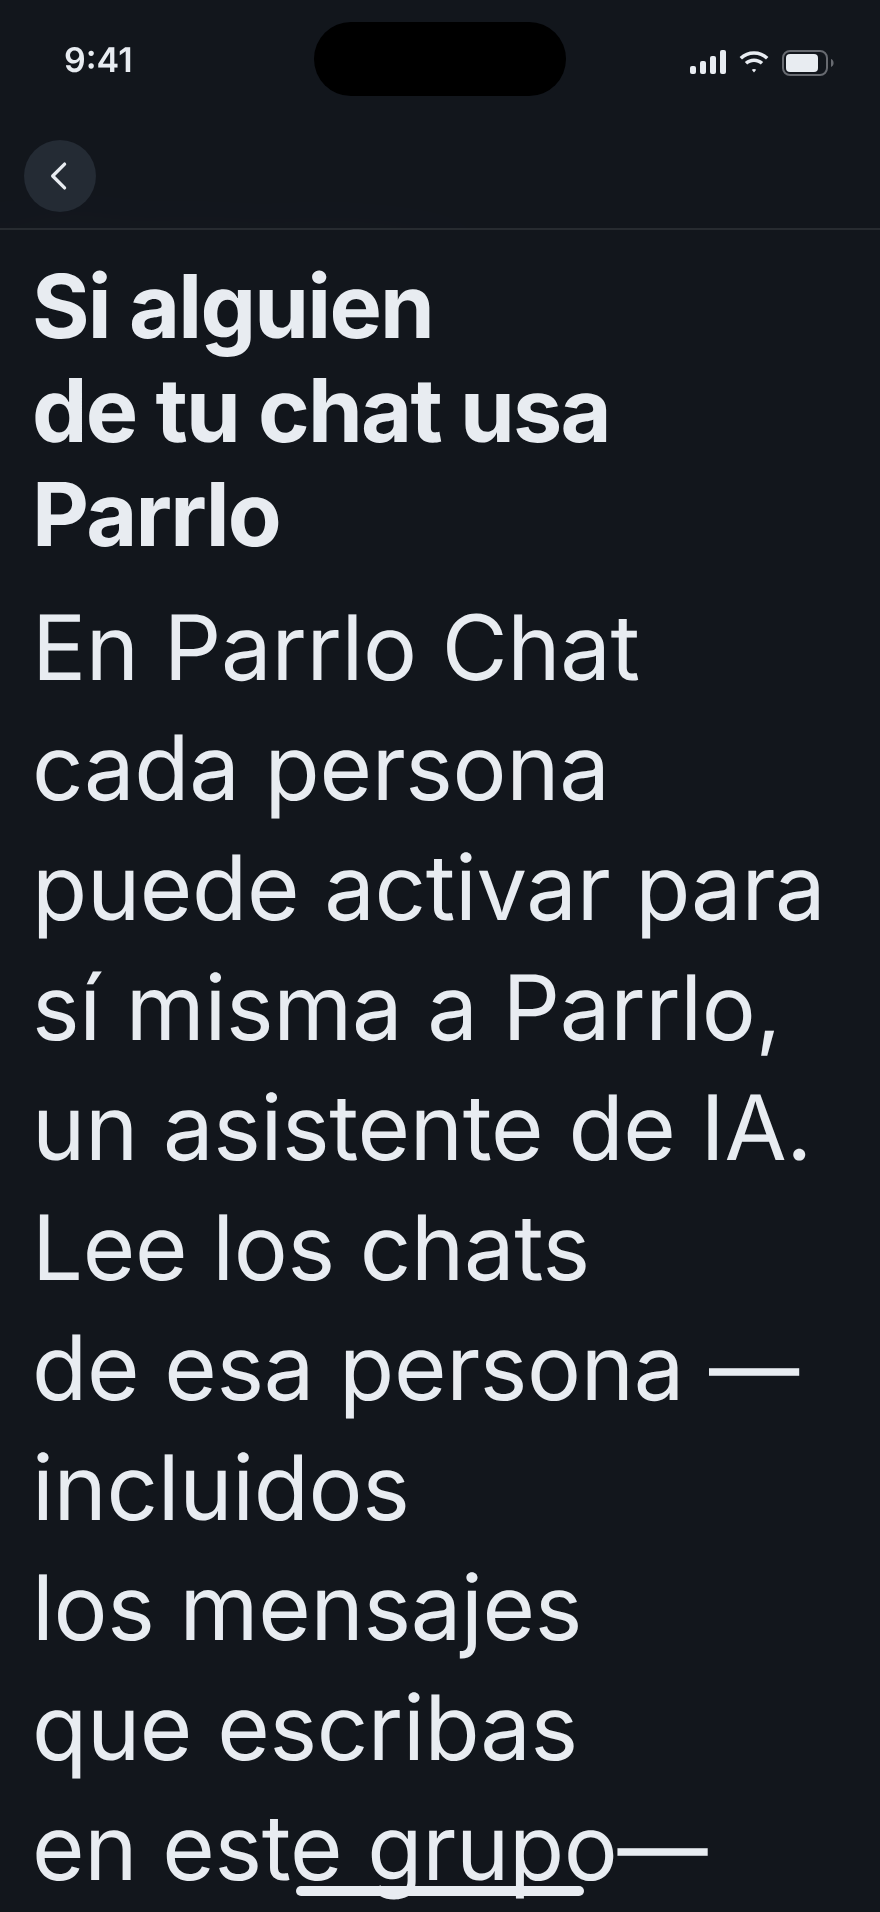 9:41
Si alguien
de tu chat usa
Parrlo
En Parrlo Chat
cada persona
puede activar para
sí misma a Parrlo,
un asistente de IA.
Lee los chats
de esa persona —
incluidos
los mensajes
que escribas
en este grupo—